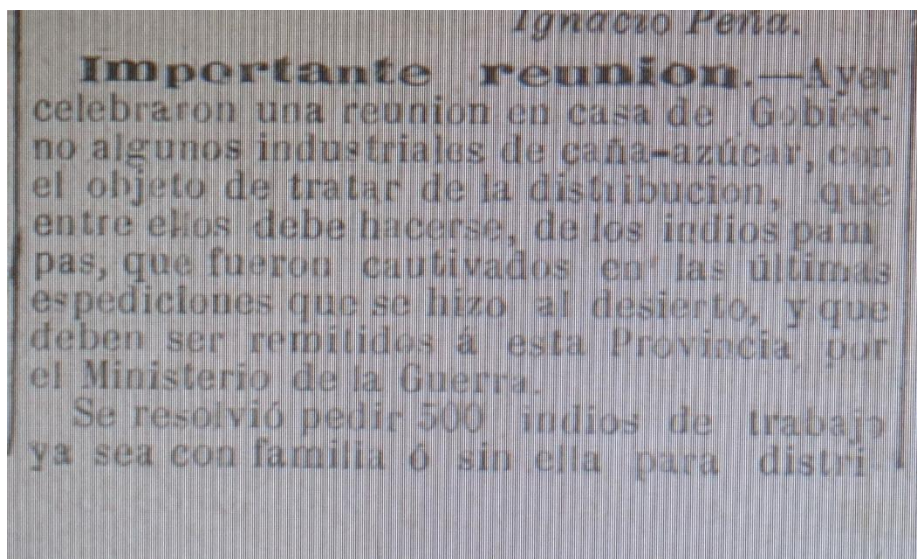 Ignacio Peña.
Importante reunion.—Ayer
celebraron una reunion en casa de Gobier-
no algunos industriales de caña-azúcar, con
el objeto de tratar de la distribucion, que
entre ellos debe hacerse, de los indios pam
pas, que fueron cautivados en las últimas
espediciones que se hizo al desierto, y que
deben ser remitidos á esta Provincia por
el Ministerio de la Guerra.
Se resolvió pedir 500 indios de trabajo
ya sea con familia ó sin ella para distri